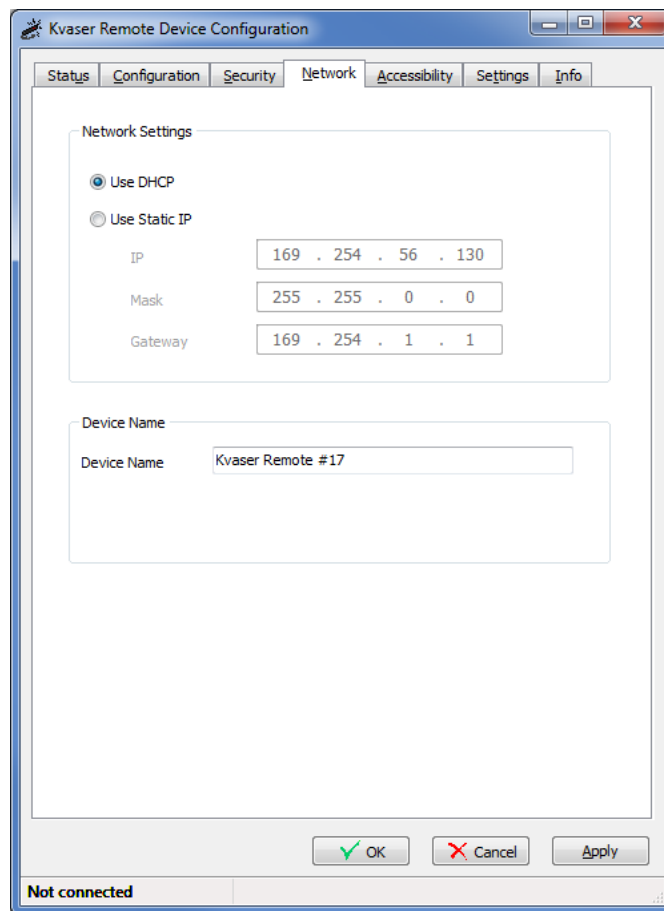 Kvaser Remote Device Configuration
Status Configuration Security Network Accessibility Settings Info
Network Settings
Use DHCP
Use Static IP
IP 169 . 254 . 56 . 130
Mask 255 . 255 . 0 . 0
Gateway 169 . 254 . 1 . 1
Device Name
Device Name Kvaser Remote #17
OK Cancel Apply
Not connected